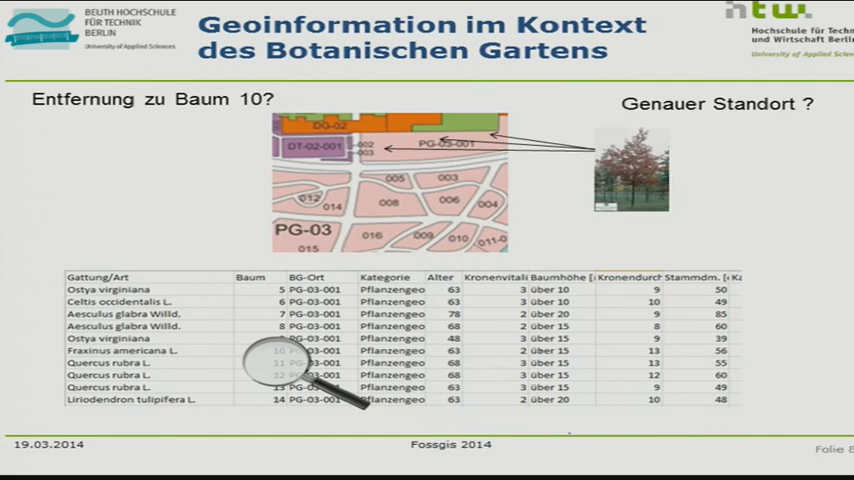 BEUTH HOCHSCHULE
FÜR TECHNIK
BERLIN
University of Applied Sciences
Geoinformation im Kontext
des Botanischen Gartens
htw.
Hochschule für Techn
und Wirtschaft Berlin
University of Applied Scien
Entfernung zu Baum 10?
Genauer Standort ?
DG-02
DT-02-001
002
003
PG-03-001
005
003
012
014
008
006
004
PG-03
016
009
010
011-0
015
Gattung/Art Baum BG-Ort Kategorie Alter Kronenvitali Baumhöhe [ Kronendurch Stammdm. [ Ka
Ostya virginiana 5 PG-03-001 Pflanzengeo 63 3 über 10 9 50
Celtis occidentalis L. 6 PG-03-001 Pflanzengeo 63 3 über 10 10 49
Aesculus glabra Willd. 7 PG-03-001 Pflanzengeo 78 2 über 20 9 85
Aesculus glabra Willd. 8 PG-03-001 Pflanzengeo 68 2 über 15 8 60
Ostya virginiana PG-03-001 Pflanzengeo 48 3 über 15 9 39
Fraxinus americana L. 10 03-001 Pflanzengeo 63 2 über 15 13 56
Quercus rubra L. 11 03-001 Pflanzengeo 68 3 über 15 13 55
Quercus rubra L. 12 03-001 Pflanzengeo 68 3 über 15 12 60
Quercus rubra L. 13 Pflanzengeo 63 3 über 15 9 49
Liriodendron tulipifera L. 14 PG-03-001 Pflanzengeo 63 2 über 20 10 48
19.03.2014
Fossgis 2014
Folie 8